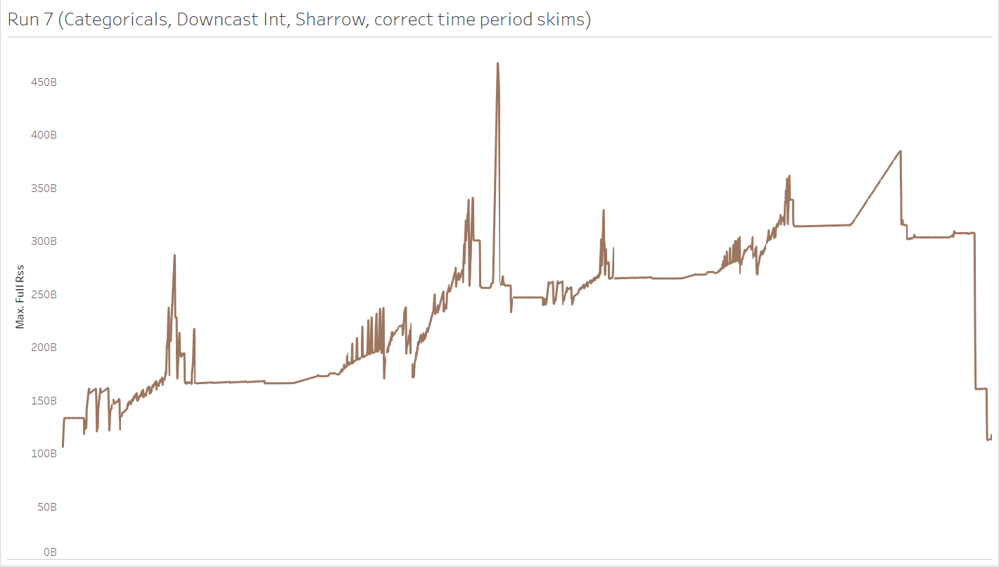 Run 7 (Categoricals, Downcast Int, Sharrow, correct time period skims)
450B
400B
350B
300B
250B
Max. Full Rss
200B
150B
100B
50B
0B